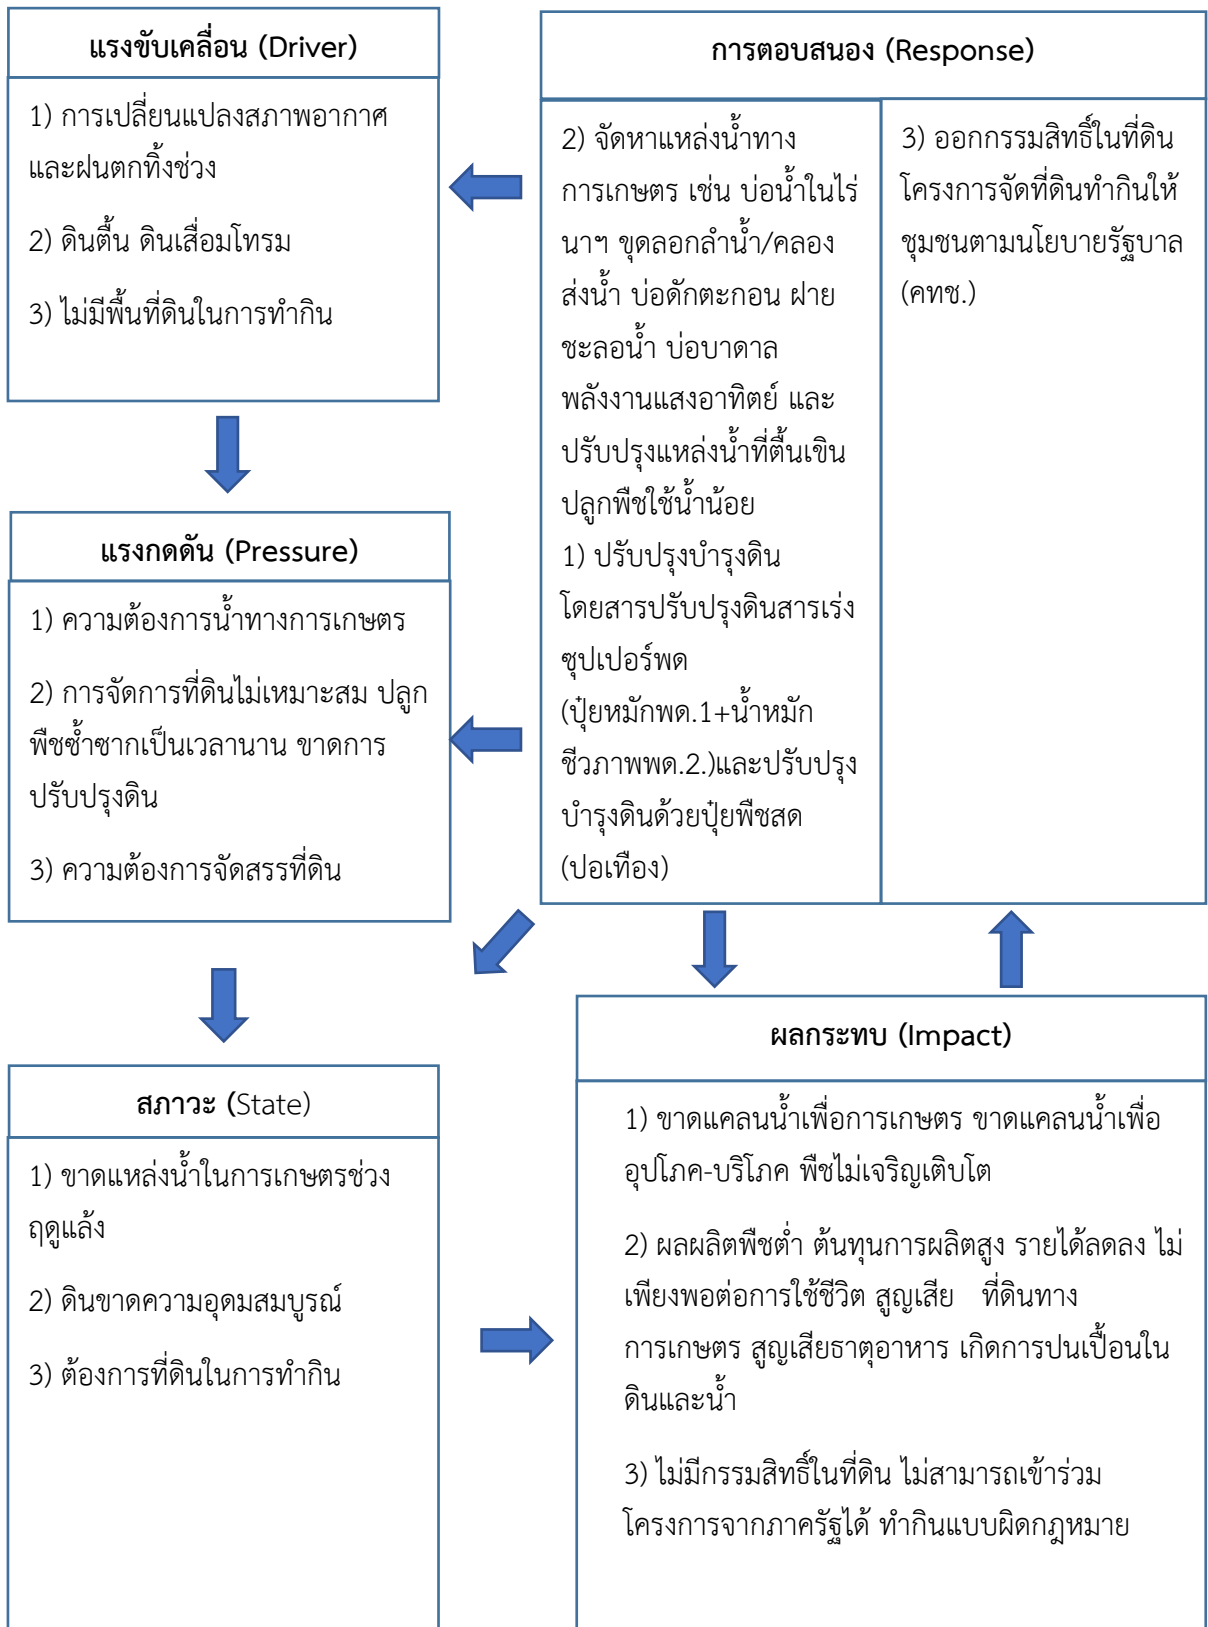 แรงขับเคลื่อน (Driver)
1) การเปลี่ยนแปลงสภาพอากาศ
และฝนตกทิ้งช่วง
2) ดินตื้น ดินเสื่อมโทรม
3) ไม่มีพื้นที่ดินในการทำกิน
การตอบสนอง (Response)
2) จัดหาแหล่งน้ำทาง
การเกษตร เช่น บ่อน้ำในไร่
นาฯ ขุดลอกลำน้ำ/คลอง
ส่งน้ำ บ่อดักตะกอน ฝาย
ชะลอน้ำ บ่อบาดาล
พลังงานแสงอาทิตย์ และ
ปรับปรุงแหล่งน้ำที่ตื้นเขิน
ปลูกพืชใช้น้ำน้อย
1) ปรับปรุงบำรุงดิน
โดยสารปรับปรุงดินสารเร่ง
ซุปเปอร์พด
(ปุ๋ยหมักพด.1+น้ำหมัก
ชีวภาพพด.2.)และปรับปรุง
บำรุงดินด้วยปุ๋ยพืชสด
(ปอเทือง)
3) ออกกรรมสิทธิ์ในที่ดิน
โครงการจัดที่ดินทำกินให้
ชุมชนตามนโยบายรัฐบาล
(คทช.)
แรงกดดัน (Pressure)
1) ความต้องการน้ำทางการเกษตร
2) การจัดการที่ดินไม่เหมาะสม ปลูก
พืชซ้ำซากเป็นเวลานาน ขาดการ
ปรับปรุงดิน
3) ความต้องการจัดสรรที่ดิน
สภาวะ (State)
1) ขาดแหล่งน้ำในการเกษตรช่วง
ฤดูแล้ง
2) ดินขาดความอุดมสมบูรณ์
3) ต้องการที่ดินในการทำกิน
ผลกระทบ (Impact)
1) ขาดแคลนน้ำเพื่อการเกษตร ขาดแคลนน้ำเพื่อ
อุปโภค-บริโภค พืชไม่เจริญเติบโต
2) ผลผลิตพืชต่ำ ต้นทุนการผลิตสูง รายได้ลดลง ไม่
เพียงพอต่อการใช้ชีวิต สูญเสีย ที่ดินทาง
การเกษตร สูญเสียธาตุอาหาร เกิดการปนเปื้อนใน
ดินและน้ำ
3) ไม่มีกรรมสิทธิ์ในที่ดิน ไม่สามารถเข้าร่วม
โครงการจากภาครัฐได้ ทำกินแบบผิดกฎหมาย